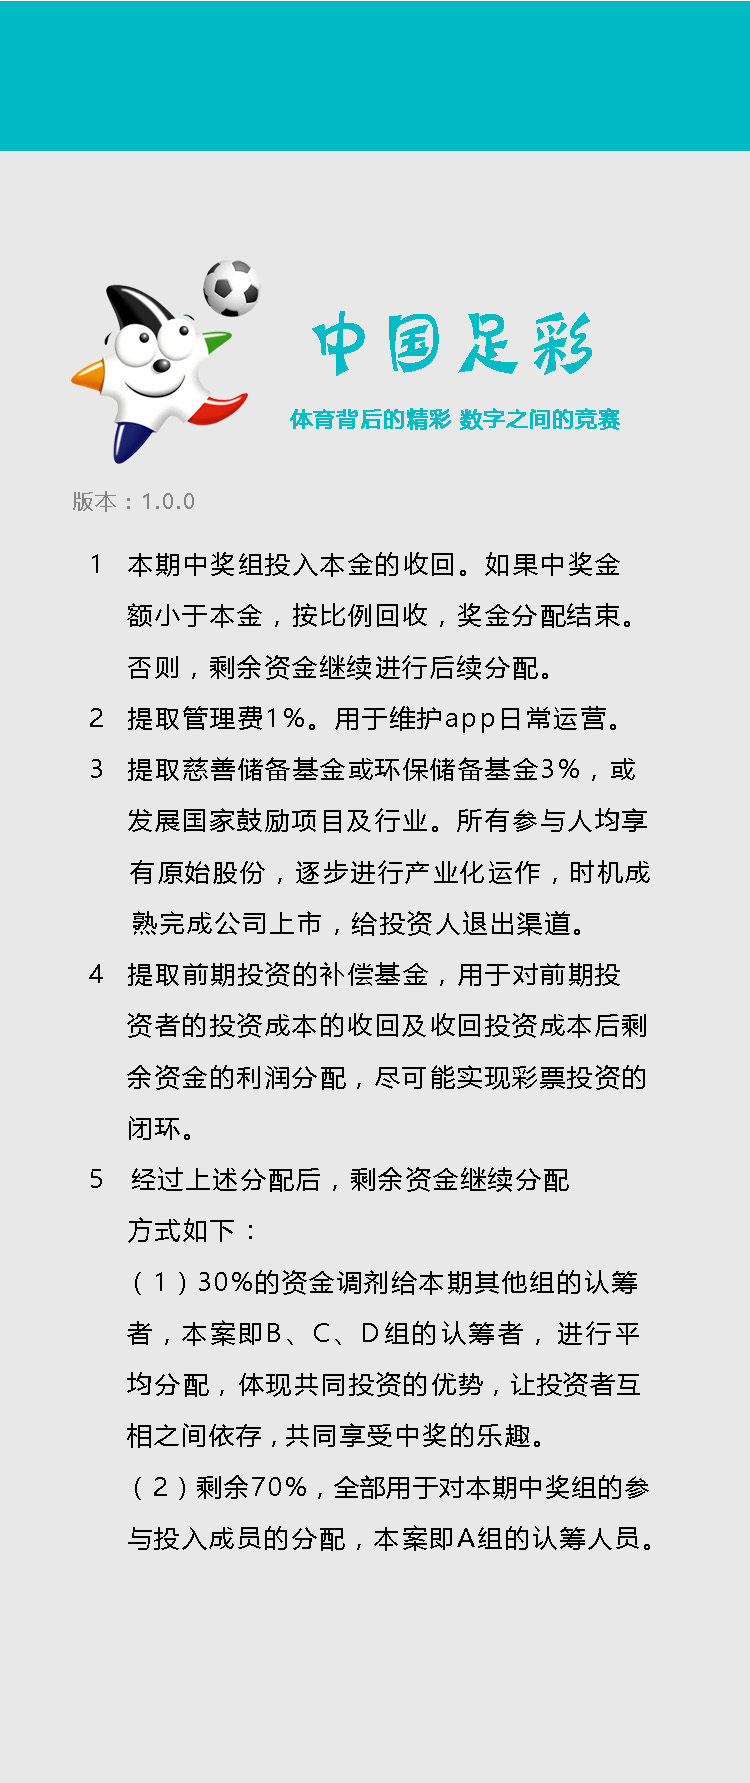 中国足彩
体育背后的精彩 数字之间的竞赛
版本：1.0.0
1 本期中奖组投入本金的收回。如果中奖金
额小于本金，按比例回收，奖金分配结束。
否则，剩余资金继续进行后续分配。
2 提取管理费1%。用于维护app日常运营。
3 提取慈善储备基金或环保储备基金3%，或
发展国家鼓励项目及行业。所有参与人均享
有原始股份，逐步进行产业化运作，时机成
熟完成公司上市，给投资人退出渠道。
4 提取前期投资的补偿基金，用于对前期投
资者的投资成本的收回及收回投资成本后剩
余资金的利润分配，尽可能实现彩票投资的
闭环。
5 经过上述分配后，剩余资金继续分配
方式如下：
（1）30%的资金调剂给本期其他组的认筹
者，本案即B、C、D组的认筹者，进行平
均分配，体现共同投资的优势，让投资者互
相之间依存，共同享受中奖的乐趣。
（2）剩余70%，全部用于对本期中奖组的参
与投入成员的分配，本案即A组的认筹人员。